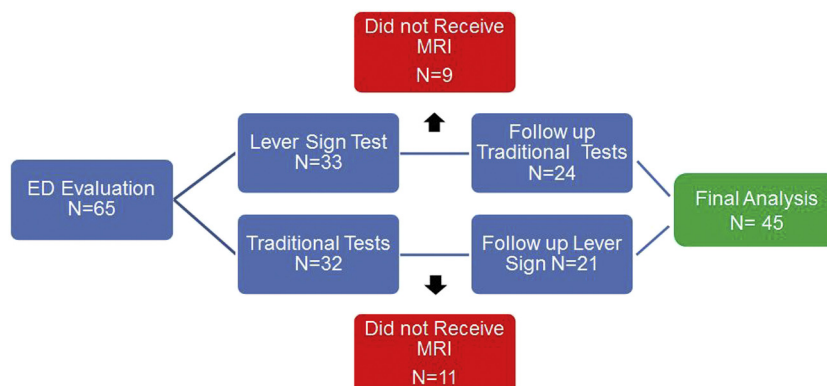 Did not Receive
MRI
N=9
Lever Sign Test
N=33
Follow up
Traditional Tests
N=24
ED Evaluation
N=65
Final Analysis
N= 45
Traditional Tests
N=32
Follow up Lever
Sign N=21
Did not Receive
MRI
N=11